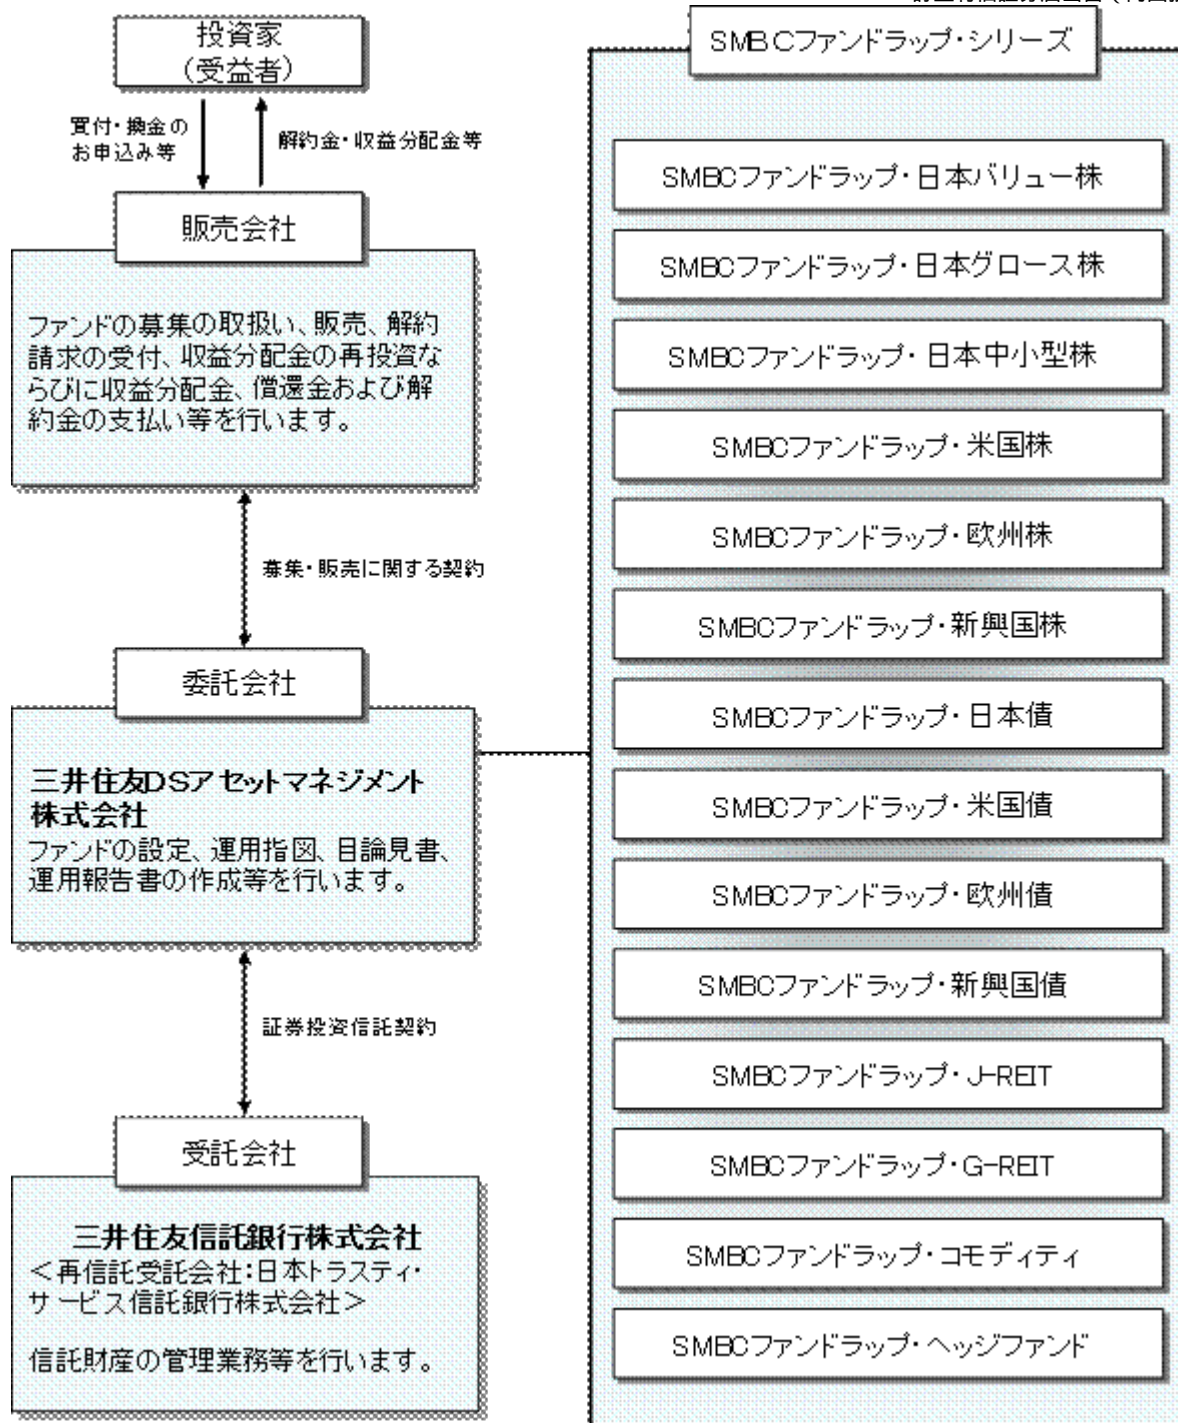 投資家
(受益者)
買付・換金の
お申込み等
解約金・収益分配金等
販売会社
ファンドの募集の取扱い、販売、解約
請求の受付、収益分配金の再投資な
らびに収益分配金、償還金および解
約金の支払い等を行います。
募集・販売に関する契約
委託会社
三井住友DSアセットマネジメント
株式会社
ファンドの設定、運用指図、目論見書、
運用報告書の作成等を行います。
証券投資信託契約
受託会社
三井住友信託銀行株式会社
<再信託受託会社:日本トラスティ・
サービス信託銀行株式会社>
信託財産の管理業務等を行います。
SMBCファンドラップ・シリーズ
SMBCファンドラップ・日本バリュー株
SMBCファンドラップ・日本グロース株
SMBCファンドラップ・日本中小型株
SMBCファンドラップ・米国株
SMBCファンドラップ・欧州株
SMBCファンドラップ・新興国株
SMBCファンドラップ・日本債
SMBCファンドラップ・米国債
SMBCファンドラップ・欧州債
SMBCファンドラップ・新興国債
SMBCファンドラップ・J-REIT
SMBCファンドラップ・G-REIT
SMBCファンドラップ・コモディティ
SMBCファンドラップ・ヘッジファンド